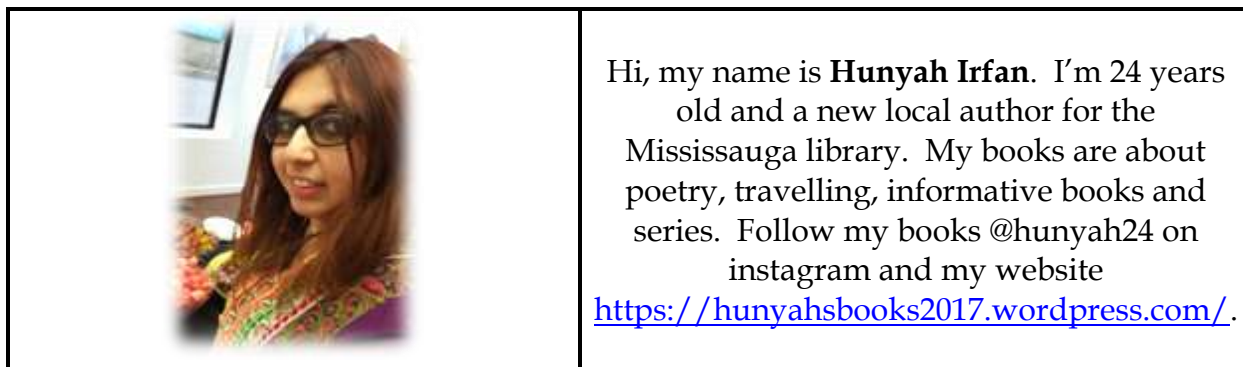 Hi, my name is Hunyah Irfan.  I'm 24 years
old and a new local author for the
Mississauga library.  My books are about
poetry, travelling, informative books and
series.  Follow my books @hunyah24 on
instagram and my website
https://hunyahsbooks2017.wordpress.com/.